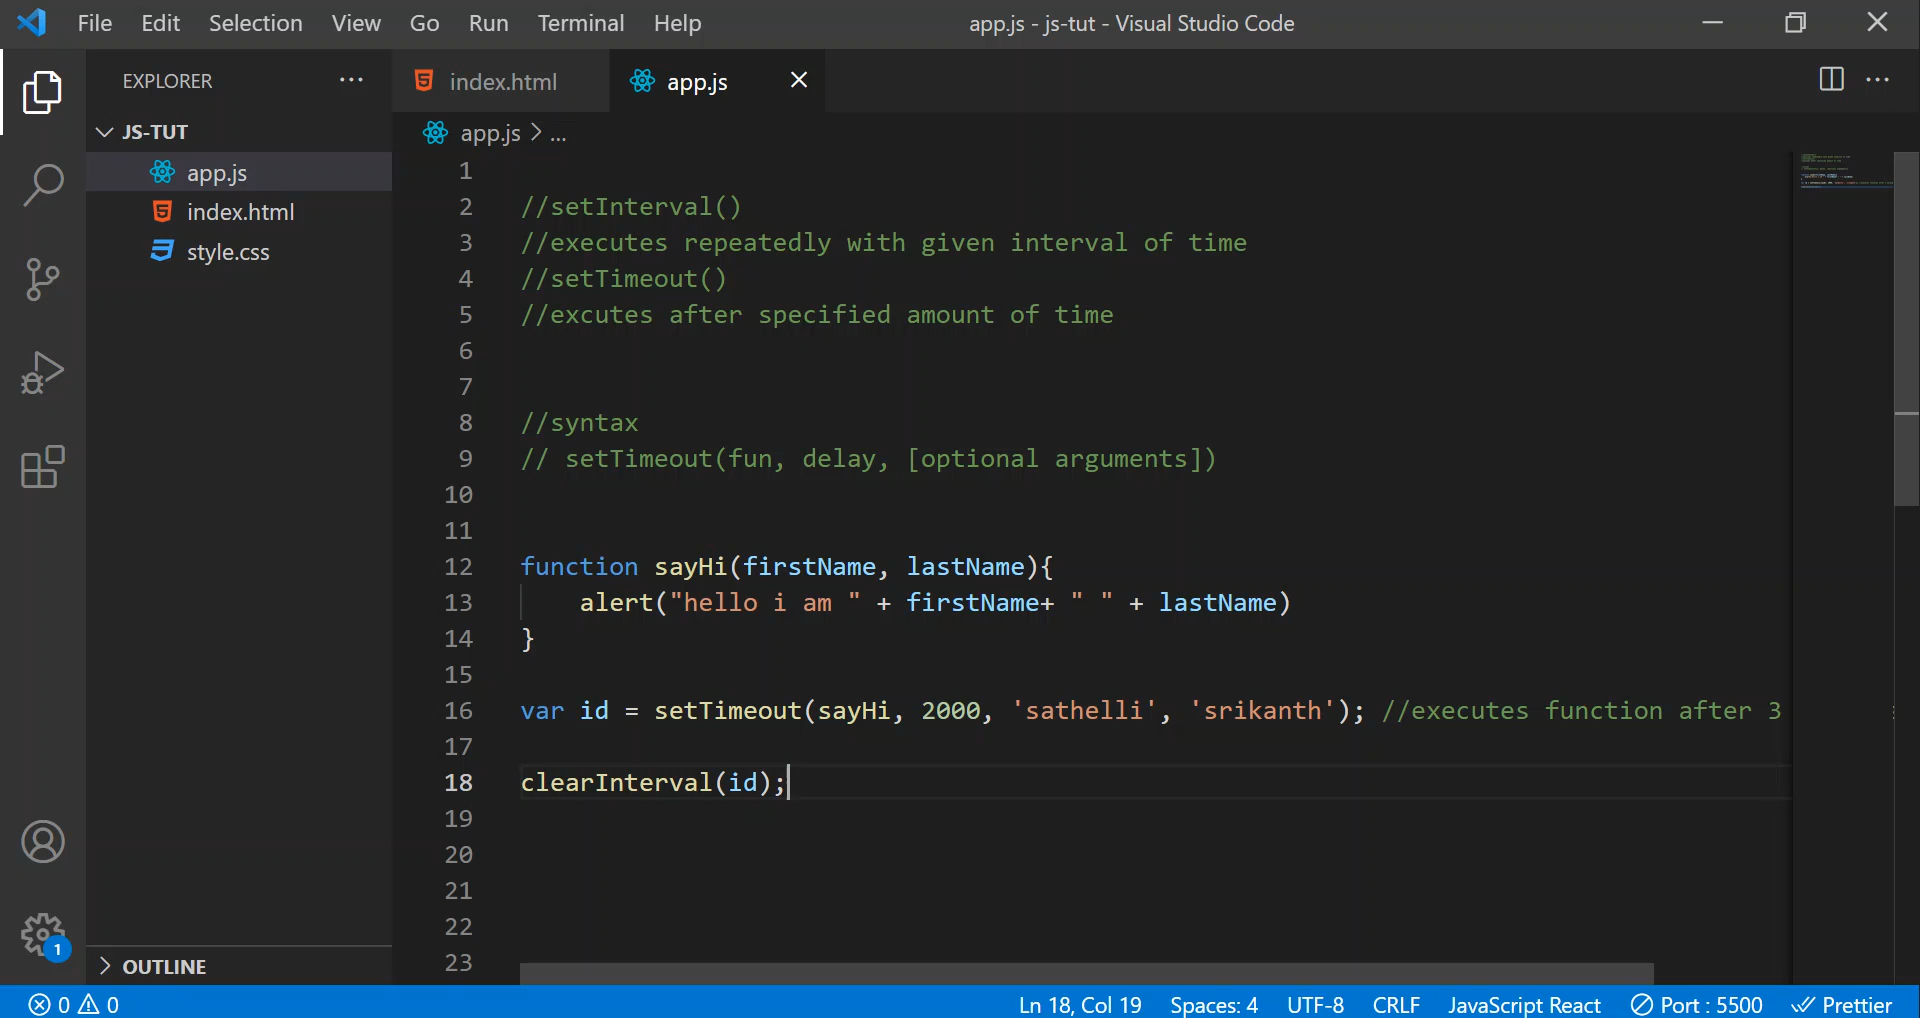 File Edit Selection View Go Run Terminal Help app.js - js-tut - Visual Studio Code
EXPLORER
JS-TUT
app.js
index.html
style.css
OUTLINE
1
index.html app.js
app.js > ...
1
2 //setInterval()
3 //executes repeatedly with given interval of time
4 //setTimeout()
5 //excutes after specified amount of time
6
7
8 //syntax
9 // setTimeout(fun, delay, [optional arguments])
10
11
12 function sayHi(firstName, lastName){
13 alert("hello i am " + firstName+ " " + lastName)
14 }
15
16 var id = setTimeout(sayHi, 2000, 'sathelli', 'srikanth'); //executes function after 3
17
18 clearInterval(id);
19
20
21
22
23
0 0 Ln 18, Col 19 Spaces: 4 UTF-8 CRLF JavaScript React Port : 5500 Prettier